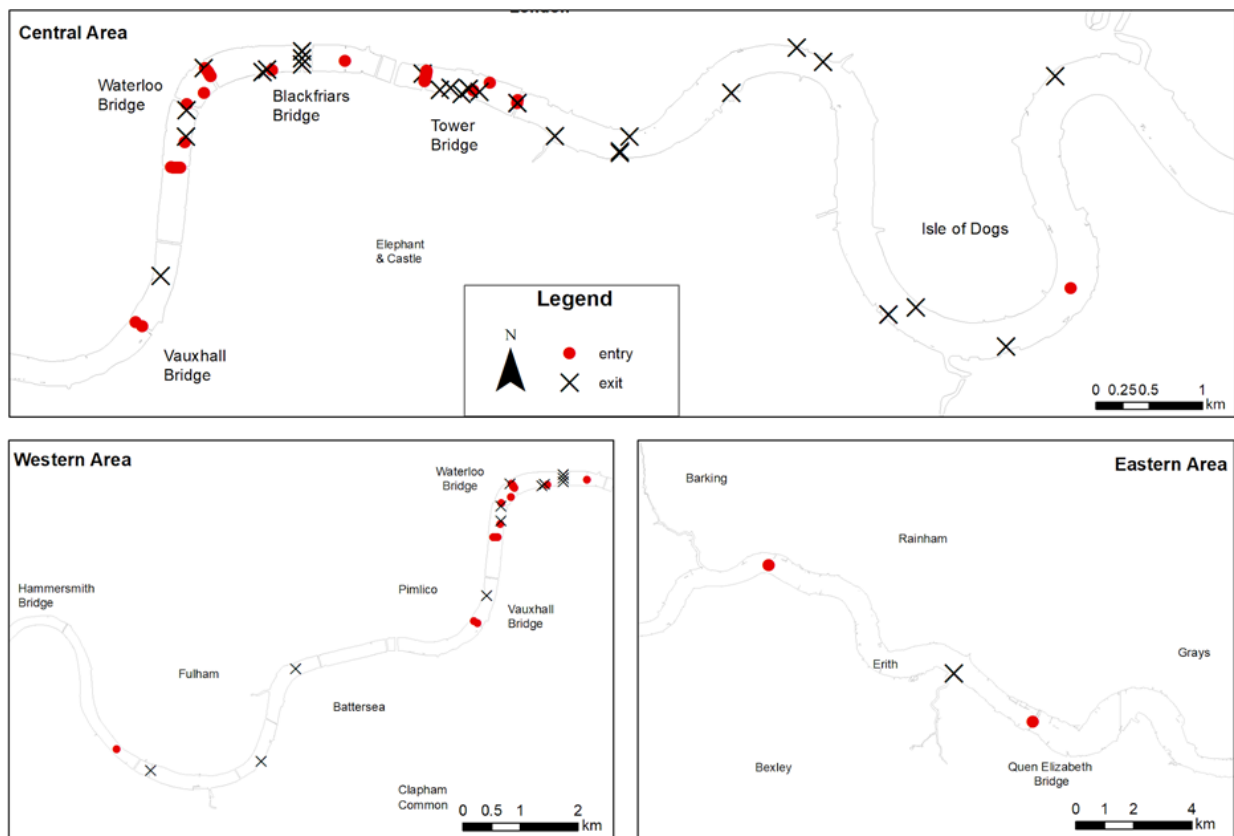 Central Area
London
Waterloo
Bridge
Blackfriars
Bridge
Tower
Bridge
Isle of Dogs
Elephant
& Castle
Vauxhall
Bridge
Legend
N
entry
exit
0 0.25 0.5 1
km
Western Area
Waterloo
Bridge
Hammersmith
Bridge
Pimlico
Vauxhall
Bridge
Fulham
Battersea
Clapham
Common
0 0.5 1 2
km
Eastern Area
Barking
Rainham
Erith
Grays
Bexley
Quen Elizabeth
Bridge
0 1 2 4
km